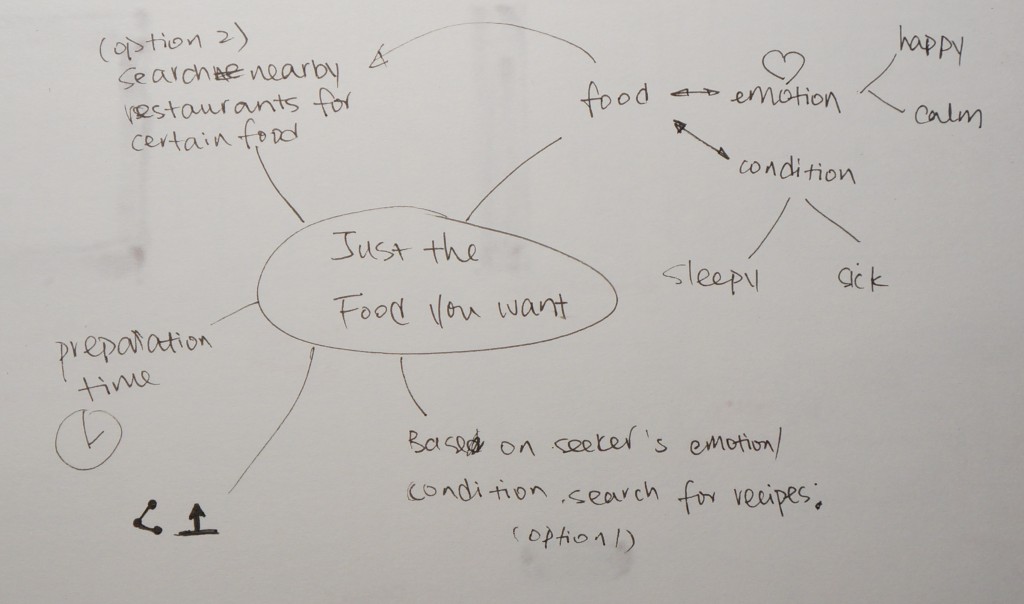 (option 2)
search nearby
restaurants for
certain food
food
emotion
happy
calm
condition
sleepy
sick
Just the
Food you want
preparation
time
Based on seeker's emotion/
condition, search for recipes.
(option 1)